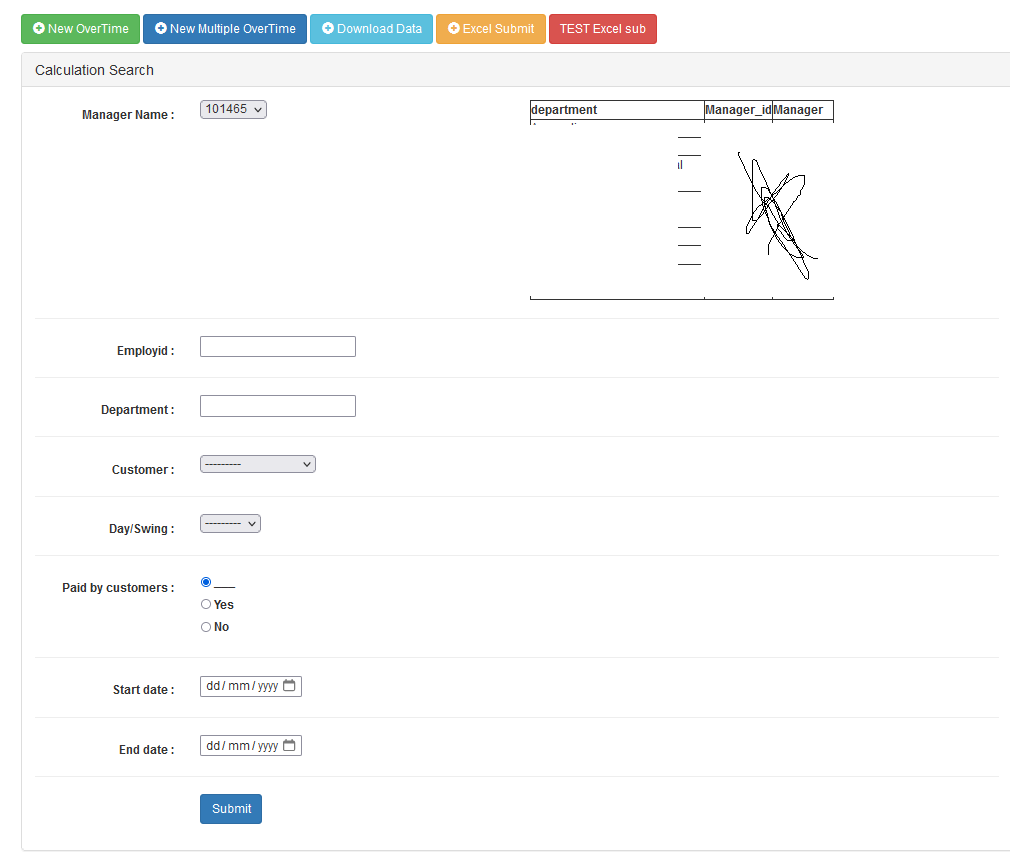 New OverTime
New Multiple OverTime
Download Data
Excel Submit
TEST Excel sub
Calculation Search
Manager Name :
101465
department Manager_id Manager
Employid :
Department :
Customer :
---------
Day/Swing :
---------
Paid by customers :
___
Yes
No
Start date :
dd/mm/yyyy
End date :
dd/mm/yyyy
Submit